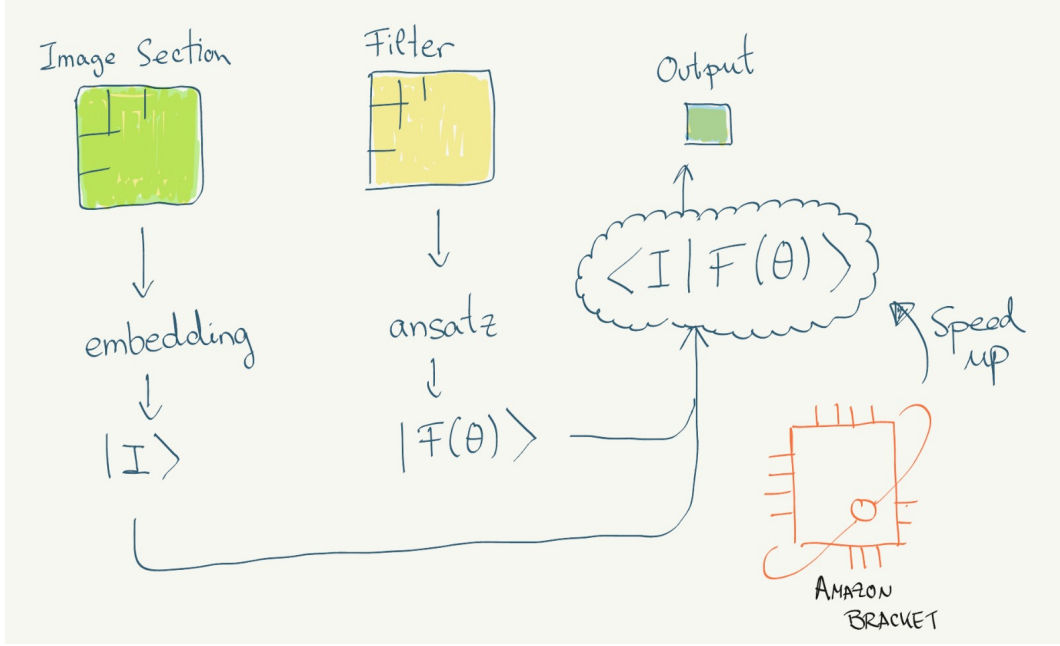 Image Section
Filter
Output
embedding
ansatz
|I>
|F(θ)>
<I|F(θ)>
Speed
up
AMAZON
BRACKET